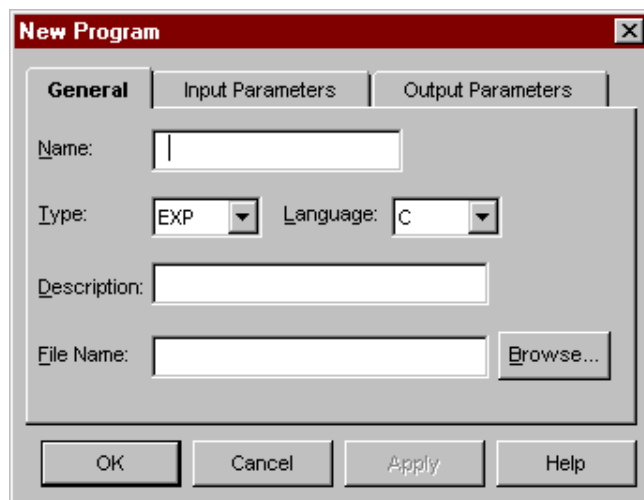 New Program
General Input Parameters Output Parameters
Name:
Type: EXP Language: C
Description:
File Name: Browse...
OK Cancel Apply Help